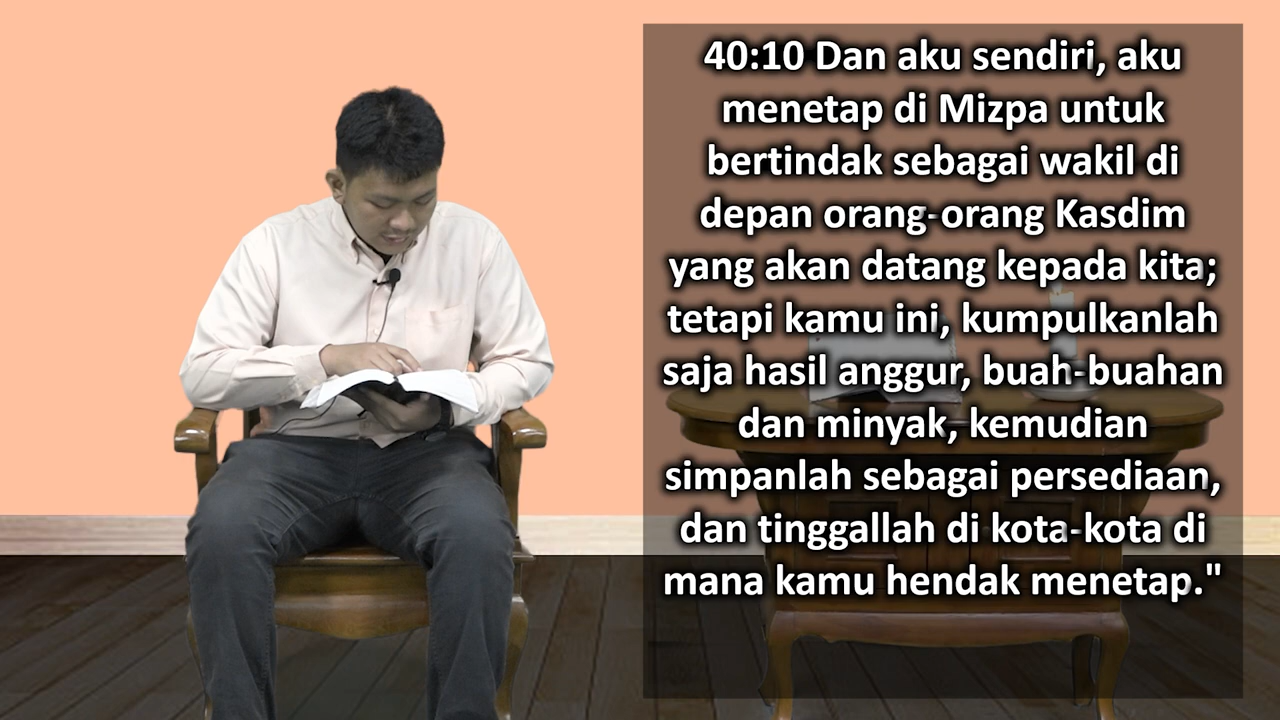 40:10 Dan aku sendiri, aku
menetap di Mizpa untuk
bertindak sebagai wakil di
depan orang-orang Kasdim
yang akan datang kepada kita;
tetapi kamu ini, kumpulkanlah
saja hasil anggur, buah-buahan
dan minyak, kemudian
simpanlah sebagai persediaan,
dan tinggallah di kota-kota di
mana kamu hendak menetap."